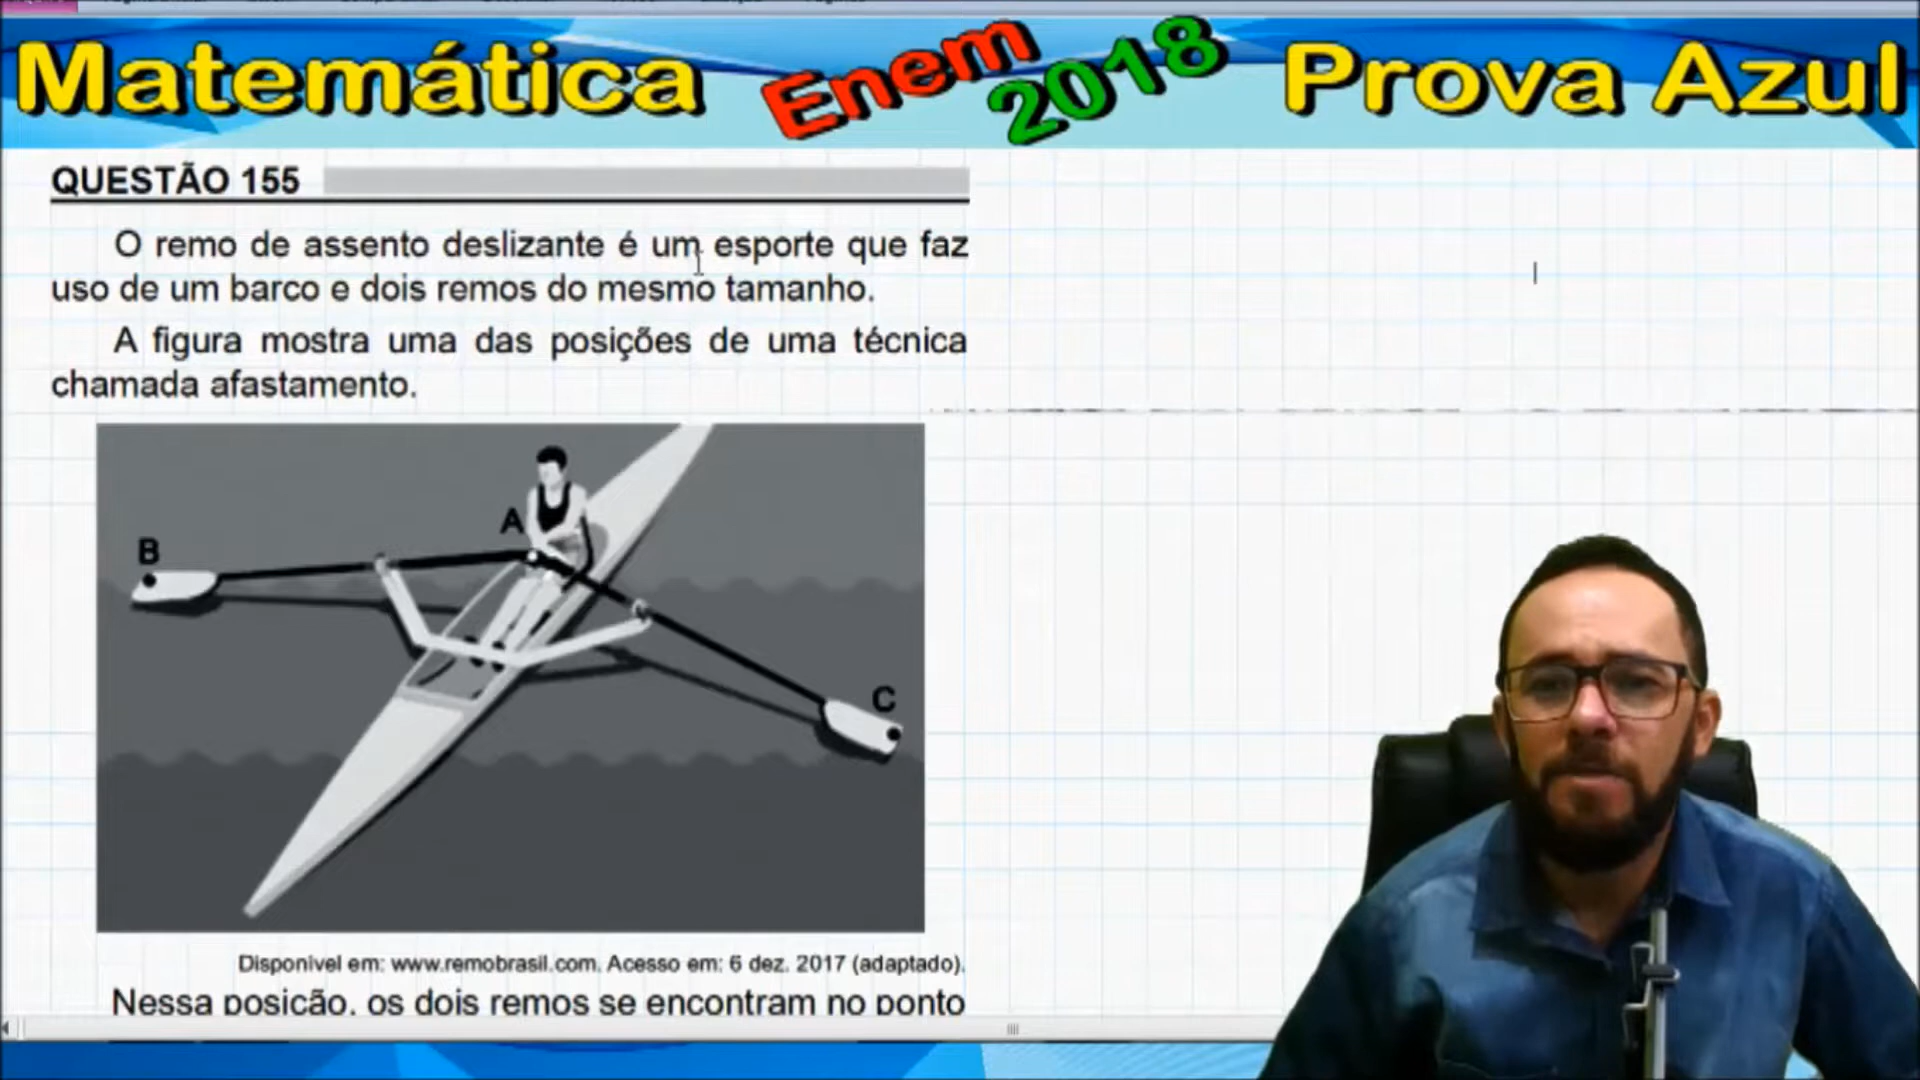 Matemática Enem 2018 Prova Azul
QUESTÃO 155
O remo de assento deslizante é um esporte que faz
uso de um barco e dois remos do mesmo tamanho.
A figura mostra uma das posições de uma técnica
chamada afastamento.
A
B
C
Disponível em: www.remobrasil.com. Acesso em: 6 dez. 2017 (adaptado).
Nessa posição, os dois remos se encontram no ponto